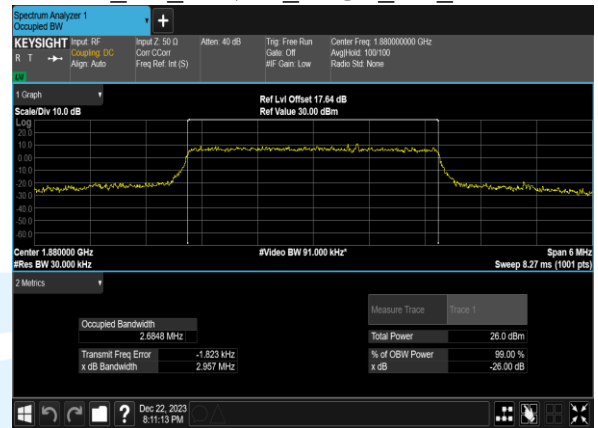 Spectrum Analyzer 1
Occupied BW
KEYSIGHT Input: RF Input Z: 50 Ω Atten: 40 dB Trig: Free Run Center Freq: 1.880000000 GHz
R T Coupling: DC Corr CCorr Gate: Off Avg|Hold: 100/100
Align: Auto Freq Ref: Int (S) #IF Gain: Low Radio Std: None
LV
1 Graph Ref Lvl Offset 17.64 dB
Scale/Div 10.0 dB Ref Value 30.00 dBm
Log
20.0
10.0
0.00
-10.0
-20.0
-30.0
-40.0
-50.0
-60.0
Center 1.880000 GHz #Video BW 91.000 kHz* Span 6 MHz
#Res BW 30.000 kHz Sweep 8.27 ms (1001 pts)
2 Metrics
Measure Trace Trace 1
Occupied Bandwidth
2.6848 MHz Total Power 26.0 dBm
Transmit Freq Error -1.823 kHz % of OBW Power 99.00 %
x dB Bandwidth 2.957 MHz x dB -26.00 dB
Dec 22, 2023
8:11:13 PM